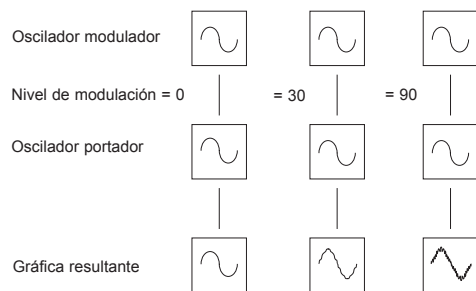 Oscilador modulador
Nivel de modulación = 0 = 30 = 90
Oscilador portador
Gráfica resultante